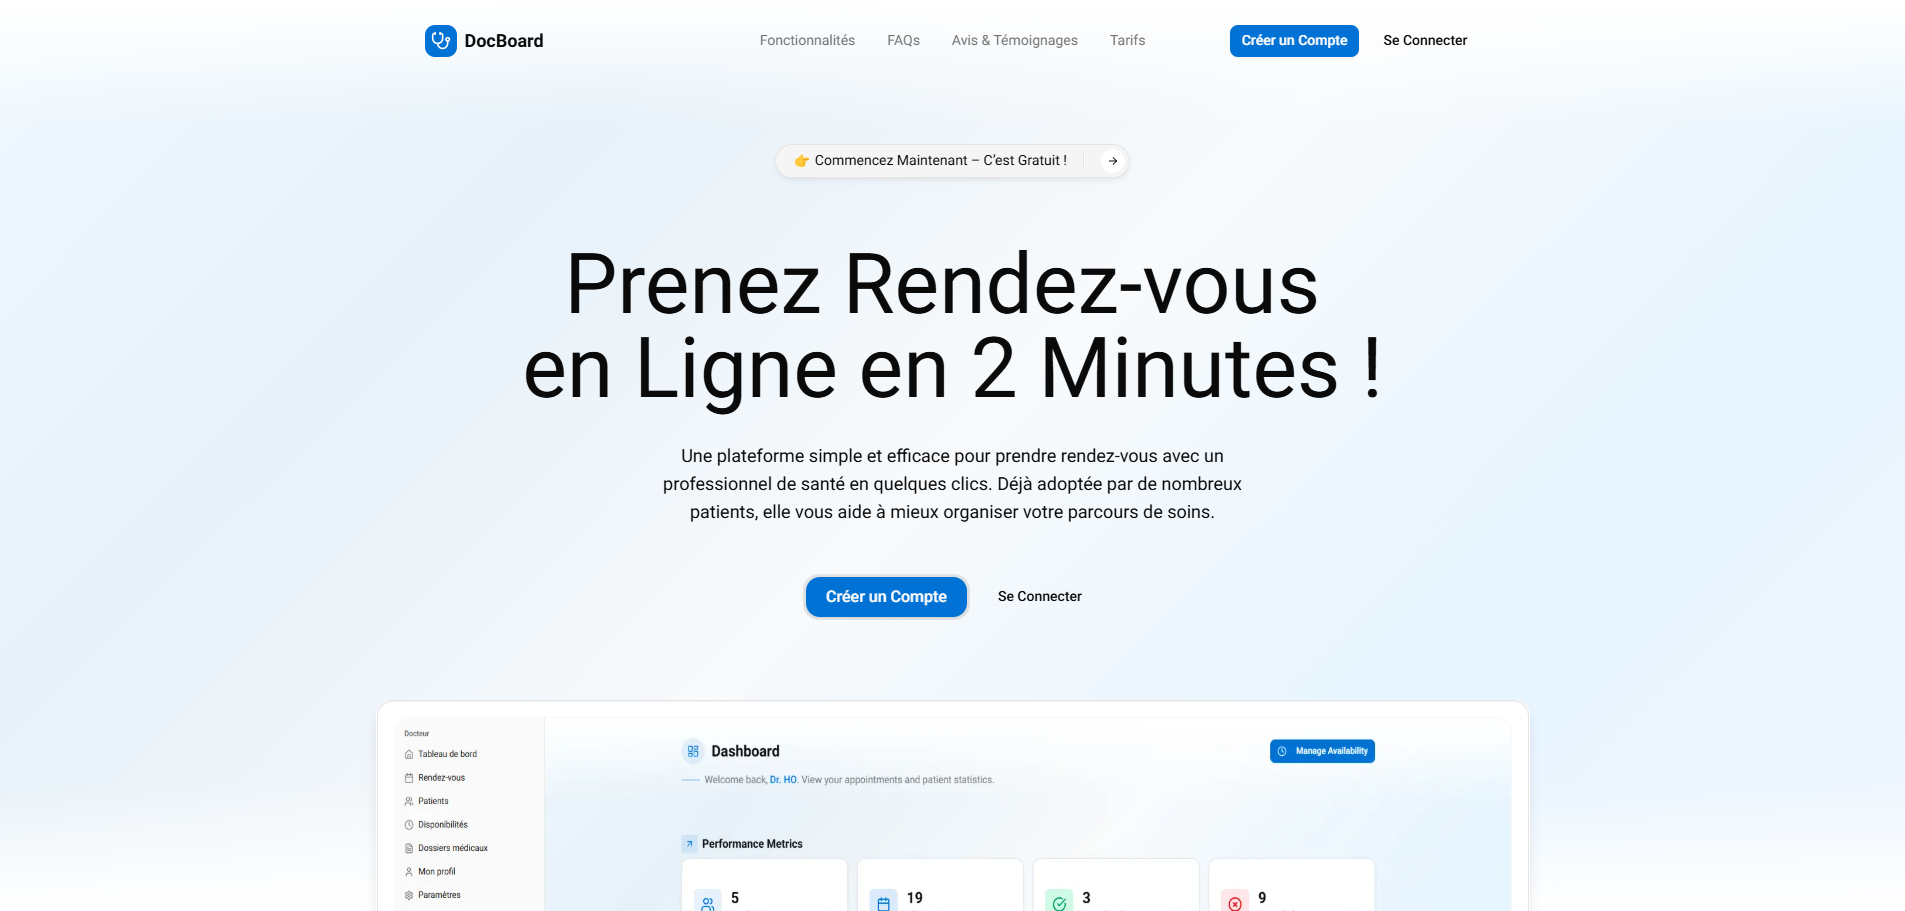 DocBoard
Fonctionnalités
FAQs
Avis & Témoignages
Tarifs
Créer un Compte
Se Connecter
👉 Commencez Maintenant – C’est Gratuit !
Prenez Rendez-vous
en Ligne en 2 Minutes !
Une plateforme simple et efficace pour prendre rendez-vous avec un
professionnel de santé en quelques clics. Déjà adoptée par de nombreux
patients, elle vous aide à mieux organiser votre parcours de soins.
Créer un Compte
Se Connecter
Docteur
Tableau de bord
Rendez-vous
Patients
Disponibilités
Dossiers médicaux
Mon profil
Paramètres
Dashboard
Manage Availability
Welcome back, Dr. HO. View your appointments and patient statistics.
Performance Metrics
5
19
3
9